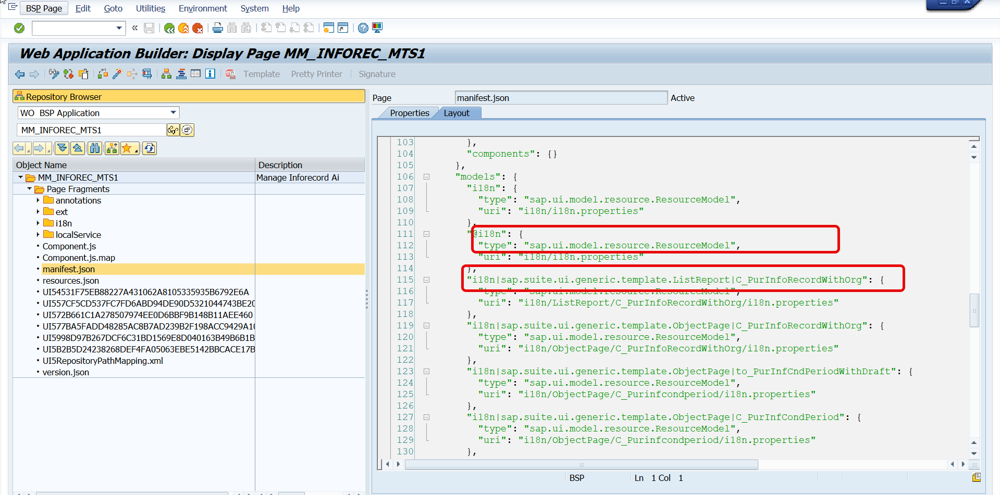 BSP Page Edit Goto Utilities Environment System Help
Web Application Builder: Display Page MM_INFOREC_MTS1
Template Pretty Printer Signature
Repository Browser
WO BSP Application
MM_INFOREC_MTS1
Object Name Description
MM_INFOREC_MTS1 Manage Inforecord Ai
Page Fragments
annotations
ext
i18n
localService
Component.js
Component.js.map
manifest.json
resources.json
UI54531F75EB88227A431062A8105335935B6792E6A
UI557CF5CD537FC7FD6ABD94DE90D5321044743BE20
UI572B661C1A278507974EE0D6BBF9B148B11AEE460
UI577BA5FADD48285AC8B7AD239B2F198ACC9429A10
UI5998D97B267DCF6C31BD1569E8D040163B49B6B1B
UI5B2B5D24238268DEF4FA05063EBE5142BBCACE17B
UI5RepositoryPathMapping.xml
version.json
Page manifest.json Active
Properties Layout
103 },
104 "components": {}
105 },
106 "models": {
107 "i18n": {
108 "type": "sap.ui.model.resource.ResourceModel",
109 "uri": "i18n/i18n.properties"
110 },
111 "@i18n": {
112 "type": "sap.ui.model.resource.ResourceModel",
113 "uri": "i18n/i18n.properties"
114 },
115 "i18n|sap.suite.ui.generic.template.ListReport|C_PurInfoRecordWithOrg": {
116 "type": "sap.ui.model.resource.ResourceModel",
117 "uri": "i18n/ListReport/C_PurInfoRecordWithOrg/i18n.properties"
118 },
119 "i18n|sap.suite.ui.generic.template.ObjectPage|C_PurInfoRecordWithOrg": {
120 "type": "sap.ui.model.resource.ResourceModel",
121 "uri": "i18n/ObjectPage/C_PurInfoRecordWithOrg/i18n.properties"
122 },
123 "i18n|sap.suite.ui.generic.template.ObjectPage|to_PurInfCndPeriodWithDraft": {
124 "type": "sap.ui.model.resource.ResourceModel",
125 "uri": "i18n/ObjectPage/C_Purinfcondperiod/i18n.properties"
126 },
127 "i18n|sap.suite.ui.generic.template.ObjectPage|C_PurInfCondPeriod": {
128 "type": "sap.ui.model.resource.ResourceModel",
129 "uri": "i18n/ObjectPage/C_Purinfcondperiod/i18n.properties"
130 },
BSP Ln 1 Col 1